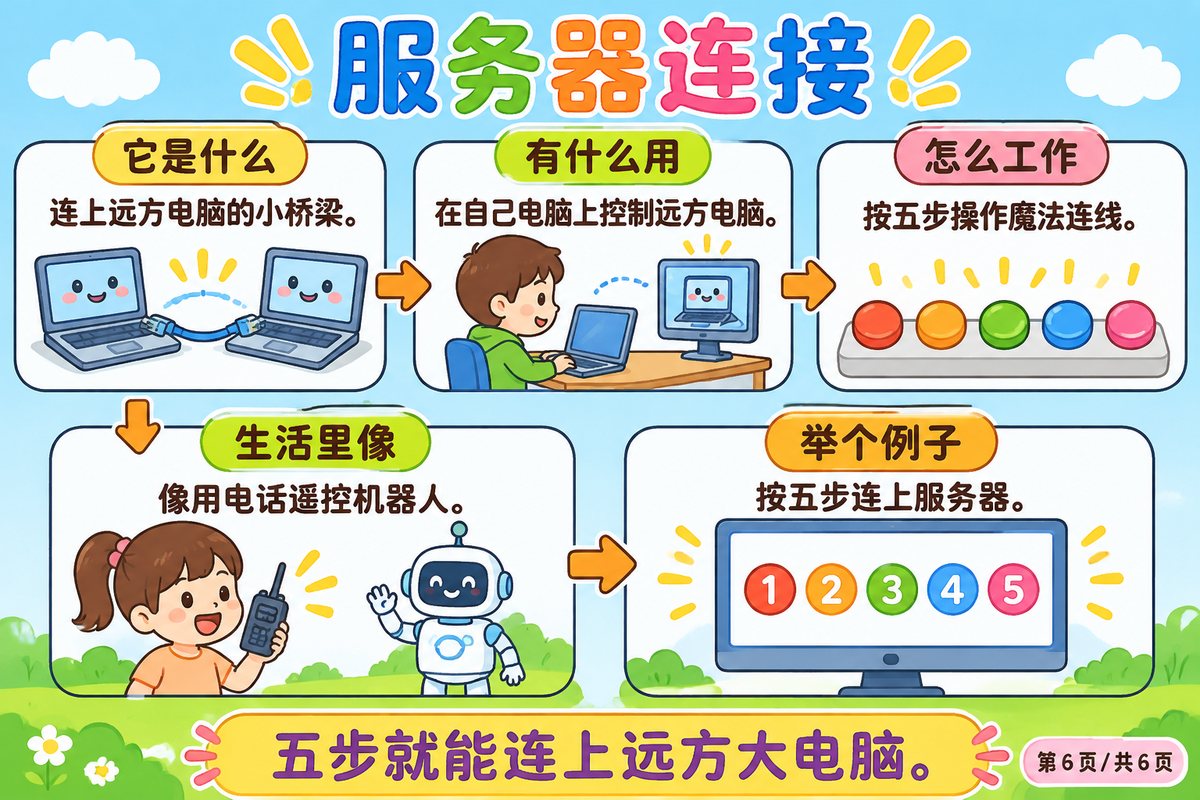 服务器连接
它是什么
连上远方电脑的小桥梁。
有什么用
在自己电脑上控制远方电脑。
怎么工作
按五步操作魔法连线。
生活里像
像用电话遥控机器人。
举个例子
按五步连上服务器。
1 2 3 4 5
五步就能连上远方大电脑。
第6页/共6页